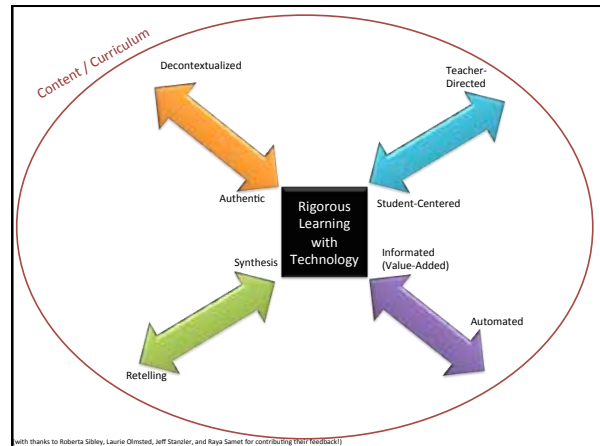 Content / Curriculum
Decontextualized
Teacher-
Directed
Authentic
Student-Centered
Rigorous
Learning
with
Technology
Synthesis
Informated
(Value-Added)
Automated
Retelling
(with thanks to Roberta Sibley, Laurie Olmsted, Jeff Stanzler, and Raya Samet for contributing their feedback!)